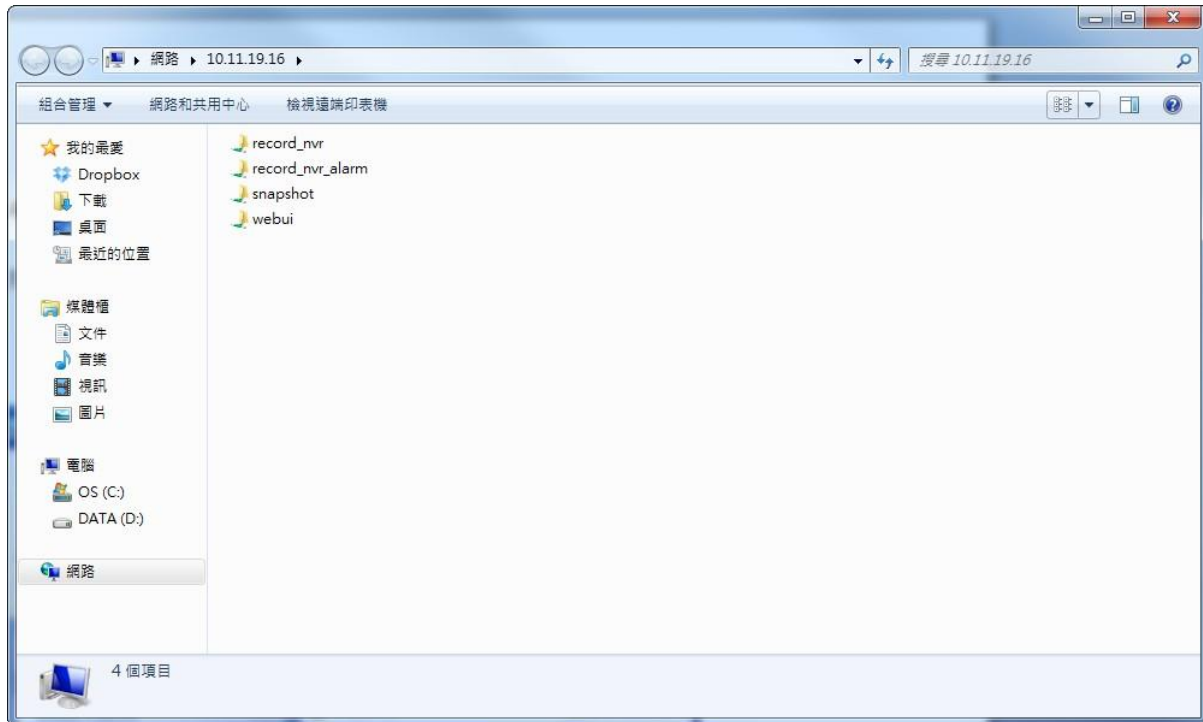 網路 10.11.19.16
搜尋 10.11.19.16
組合管理 網路和共用中心 檢視遠端印表機
我的最愛
Dropbox
下載
桌面
最近的位置
媒體櫃
文件
音樂
視訊
圖片
電腦
OS (C:)
DATA (D:)
網路
record_nvr
record_nvr_alarm
snapshot
webui
4 個項目